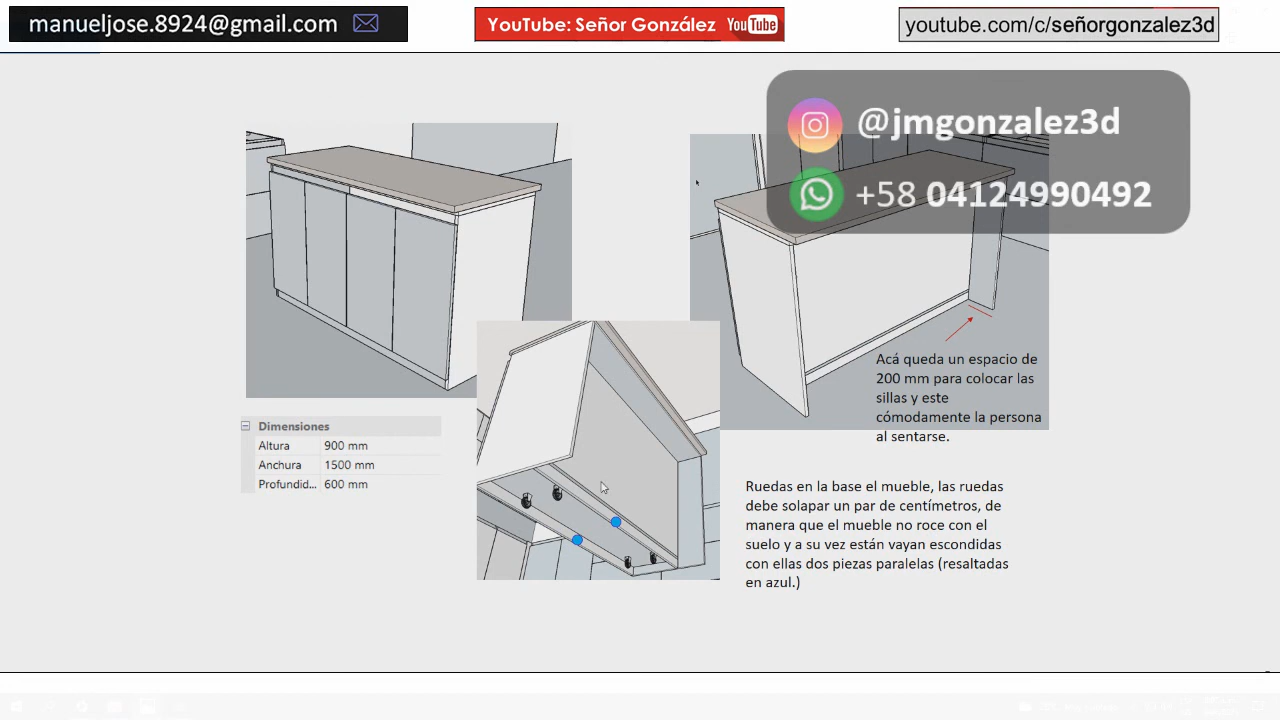 manueljose.8924@gmail.com
YouTube: Señor González YouTube
youtube.com/c/señorgonzalez3d
@jmgonzalez3d
+58 04124990492
Acá queda un espacio de
200 mm para colocar las
sillas y este
cómodamente la persona
al sentarse.
Dimensiones
Altura 900 mm
Anchura 1500 mm
Profundid... 600 mm
Ruedas en la base el mueble, las ruedas
debe solapar un par de centímetros, de
manera que el mueble no roce con el
suelo y a su vez están vayan escondidas
con ellas dos piezas paralelas (resaltadas
en azul.)